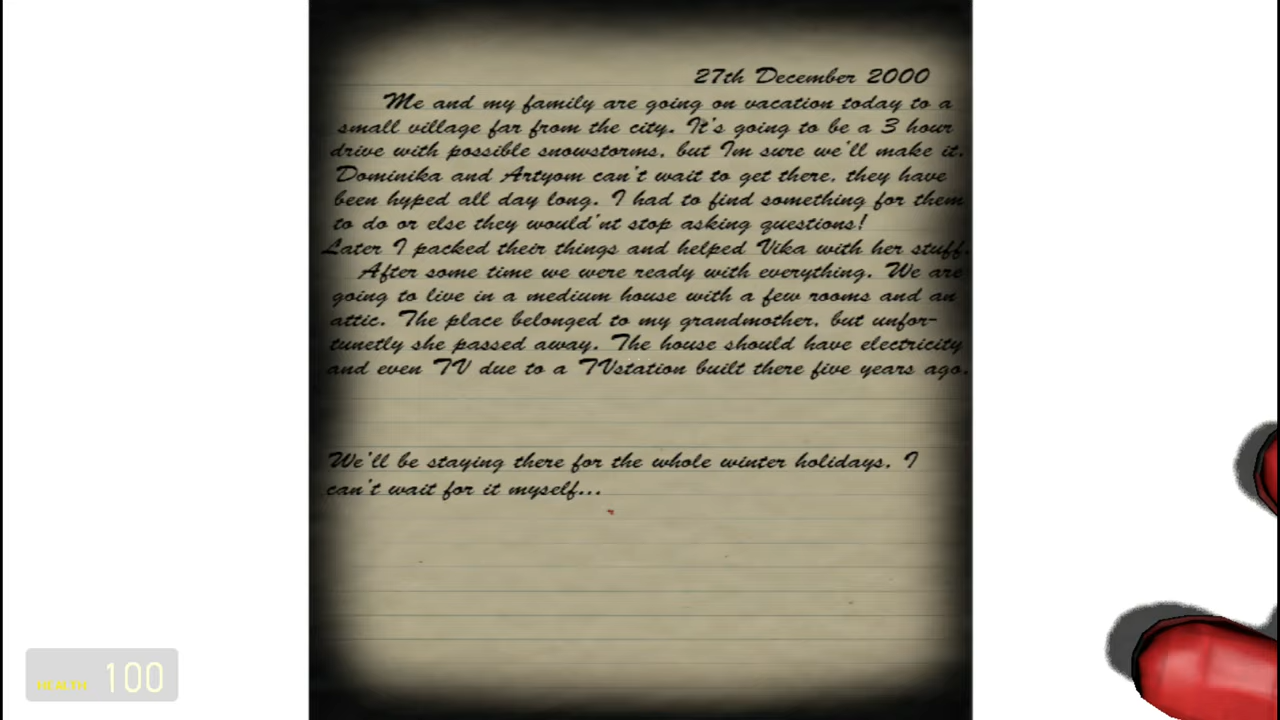 27th December 2000
Me and my family are going on vacation today to a
small village far from the city. It's going to be a 3 hour
drive with possible snowstorms, but Im sure we'll make it.
Dominika and Artyom can't wait to get there, they have
been hyped all day long. I had to find something for them
to do or else they would'nt stop asking questions!
Later I packed their things and helped Vika with her stuff.
After some time we were ready with everything. We are
going to live in a medium house with a few rooms and an
attic. The place belonged to my grandmother, but unfor-
tunetly she passed away. The house should have electricity
and even TV due to a TVstation built there five years ago.
We'll be staying there for the whole winter holidays. I
can't wait for it myself...
HEALTH 100